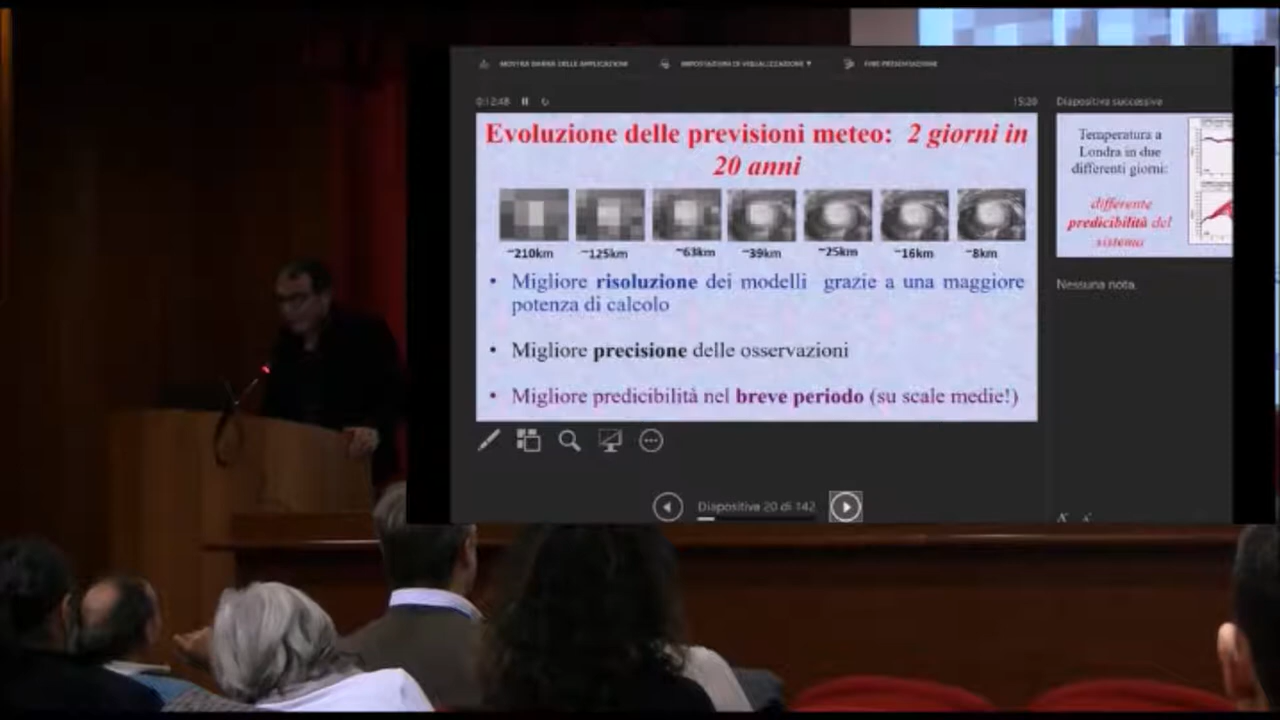 MOSTRA BARRA DELLE APPLICAZIONI
IMPOSTAZIONI DI VISUALIZZAZIONE ▼
FINE PRESENTAZIONE
0:12:48
15:20
Evoluzione delle previsioni meteo: 2 giorni in
20 anni
~210km ~125km ~63km ~39km ~25km ~16km ~8km
• Migliore risoluzione dei modelli grazie a una maggiore
potenza di calcolo
• Migliore precisione delle osservazioni
• Migliore predicibilità nel breve periodo (su scale medie!)
Diapositiva 20 di 142
Diapositiva successiva
Temperatura a
Londra in due
differenti giorni:
differente
predicibilità del
sistema
Nessuna nota.